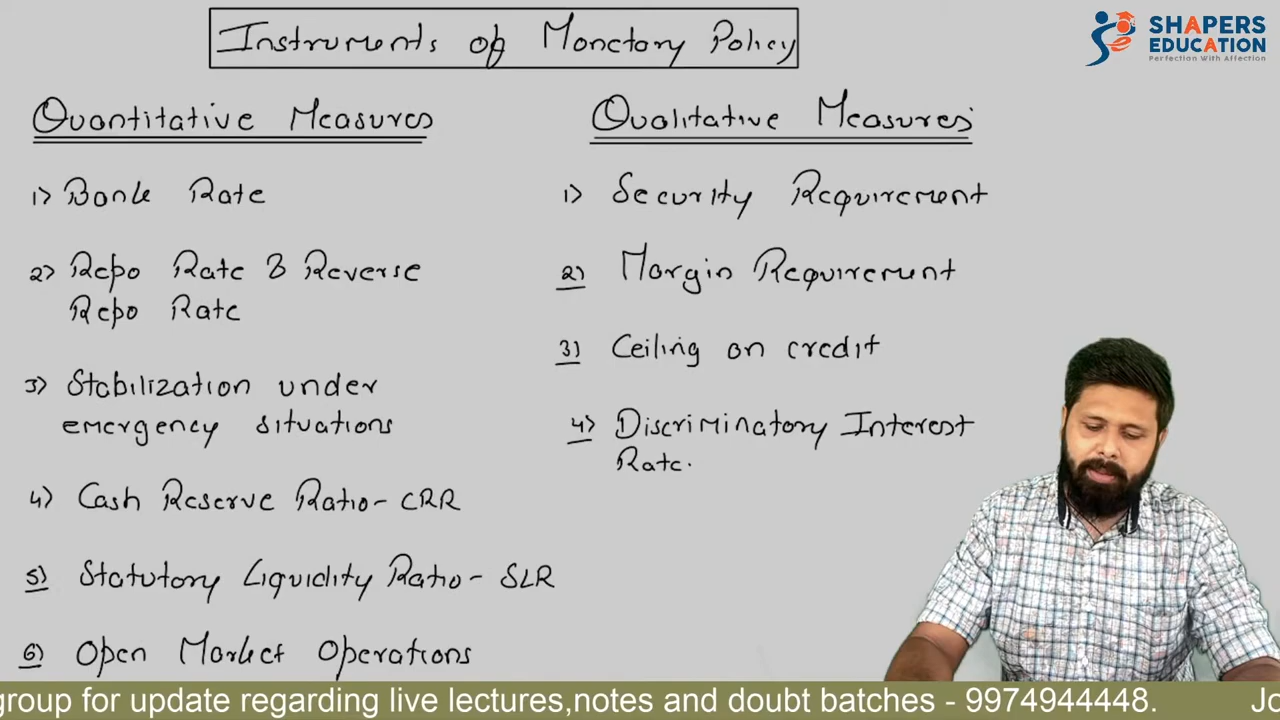 Instruments of Monetary Policy
SHAPERS
EDUCATION
Perfection With Affection
Quantitative Measures
1) Bank Rate
2) Repo Rate & Reverse
Repo Rate
3) Stabilization under
emergency situations
4) Cash Reserve Ratio - CRR
5) Statutory Liquidity Ratio - SLR
6) Open Market Operations
Qualitative Measures
1) Security Requirement
2) Margin Requirement
3) Ceiling on credit
4) Discriminatory Interest
Rate.
group for update regarding live lectures,notes and doubt batches - 9974944448.
Jo